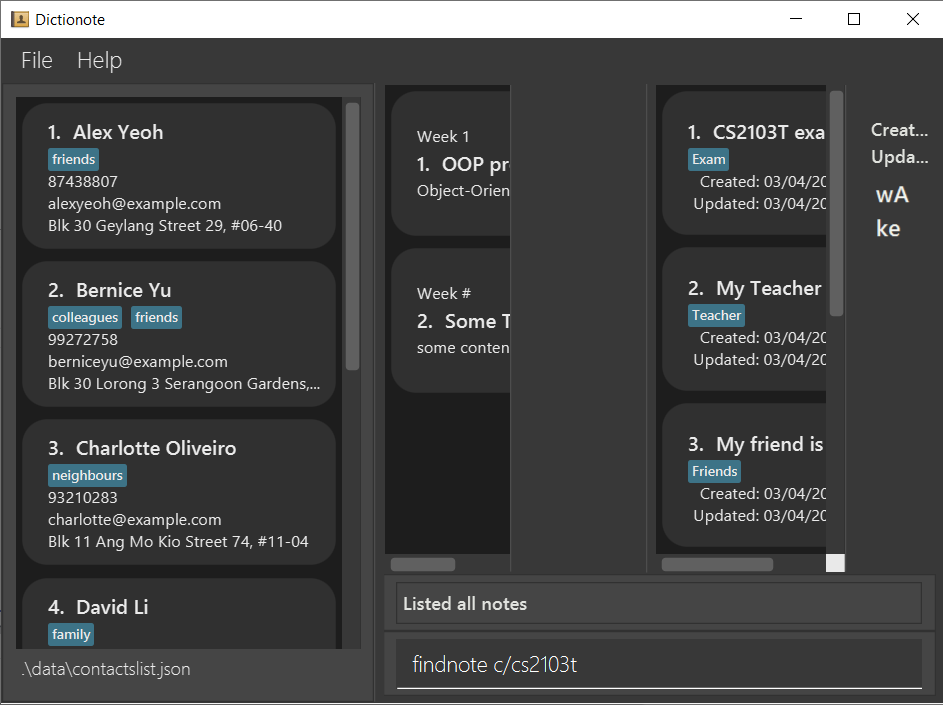 Dictionote
File Help
1. Alex Yeoh
friends
87438807
alexyeoh@example.com
Blk 30 Geylang Street 29, #06-40
2. Bernice Yu
colleagues friends
99272758
berniceyu@example.com
Blk 30 Lorong 3 Serangoon Gardens,...
3. Charlotte Oliveiro
neighbours
93210283
charlotte@example.com
Blk 11 Ang Mo Kio Street 74, #11-04
4. David Li
family
.\data\contactslist.json
Week 1
1. OOP pr
Object-Orien
Week #
2. Some T
some conten
1. CS2103T exa
Exam
Created: 03/04/20
Updated: 03/04/20
2. My Teacher
Teacher
Created: 03/04/20
Updated: 03/04/20
3. My friend is
Friends
Created: 03/04/20
Updated: 03/04/20
Creat...
Upda...
wA
ke
Listed all notes
findnote c/cs2103t